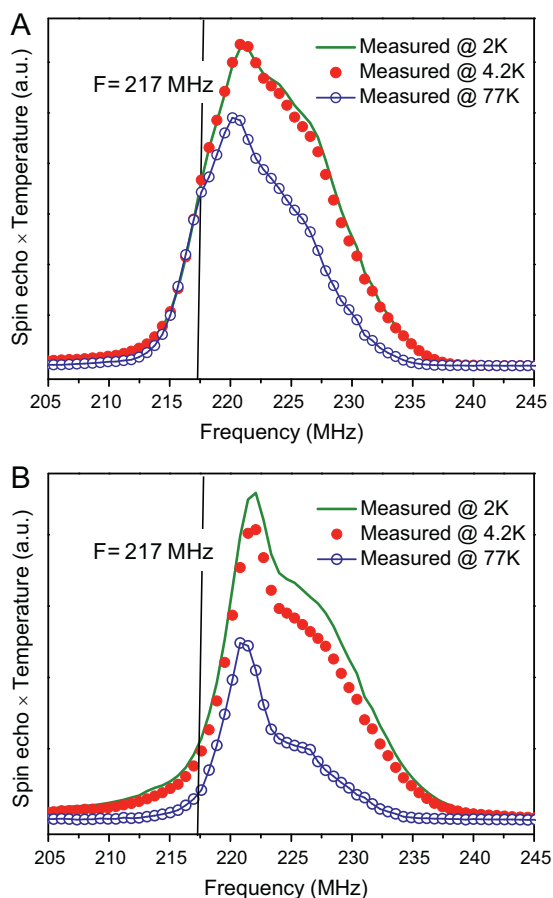 A
Spin echo × Temperature (a.u.)
F= 217 MHz
Measured @ 2K
Measured @ 4.2K
Measured @ 77K
205 210 215 220 225 230 235 240 245
Frequency (MHz)
B
Spin echo × Temperature (a.u.)
F= 217 MHz
Measured @ 2K
Measured @ 4.2K
Measured @ 77K
205 210 215 220 225 230 235 240 245
Frequency (MHz)